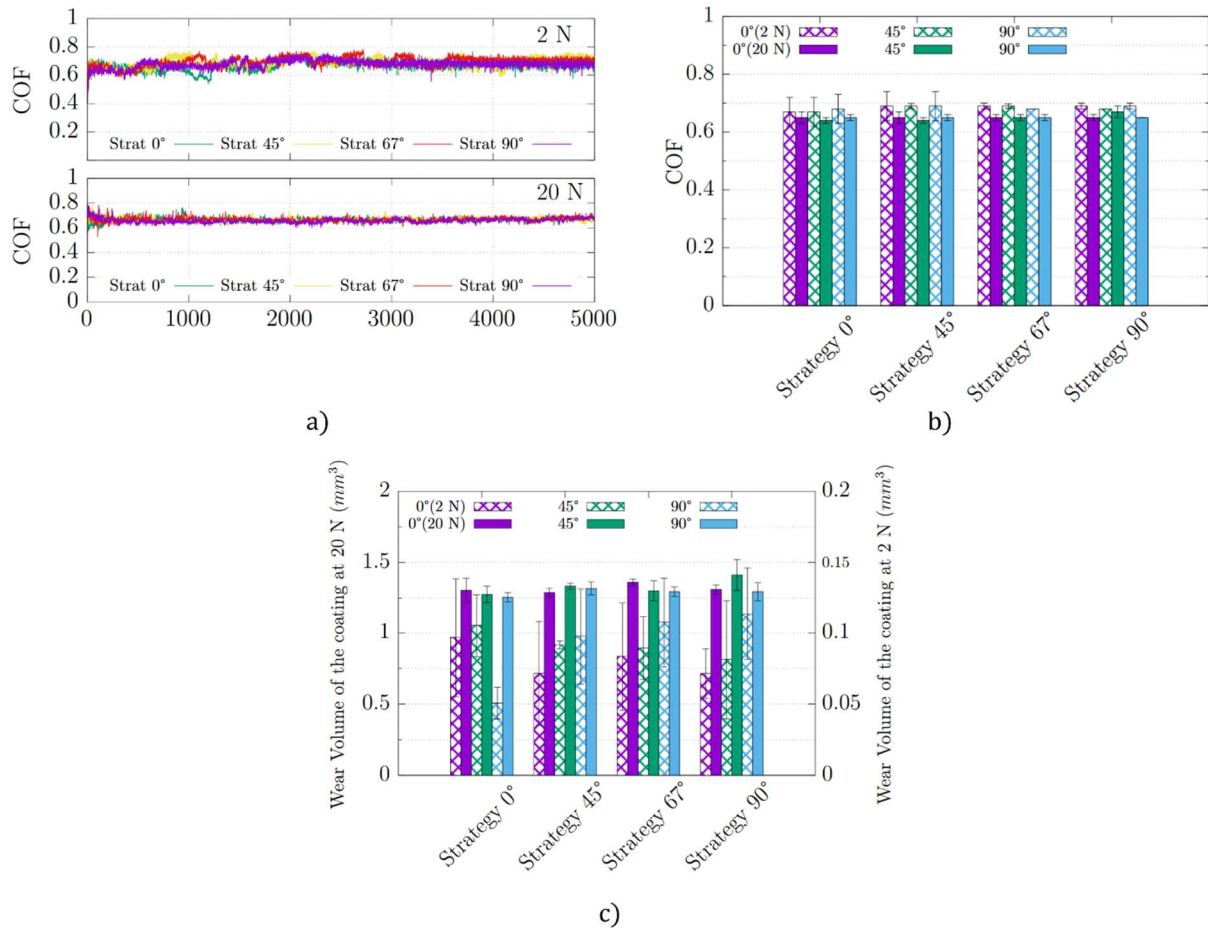 1
0.8
0.6
0.4
0.2
COF
2 N
Strat 0° Strat 45° Strat 67° Strat 90°
1
0.8
0.6
0.4
0.2
0
COF
20 N
Strat 0° Strat 45° Strat 67° Strat 90°
0 1000 2000 3000 4000 5000
a)
1
0.8
0.6
0.4
0.2
0
COF
0°(2 N) 45° 90°
0°(20 N) 45° 90°
Strategy 0° Strategy 45° Strategy 67° Strategy 90°
b)
Wear Volume of the coating at 20 N (mm³)
2
1.5
1
0.5
0
0°(2 N) 45° 90°
0°(20 N) 45° 90°
0.2
0.15
0.1
0.05
0
Wear Volume of the coating at 2 N (mm³)
Strategy 0° Strategy 45° Strategy 67° Strategy 90°
c)